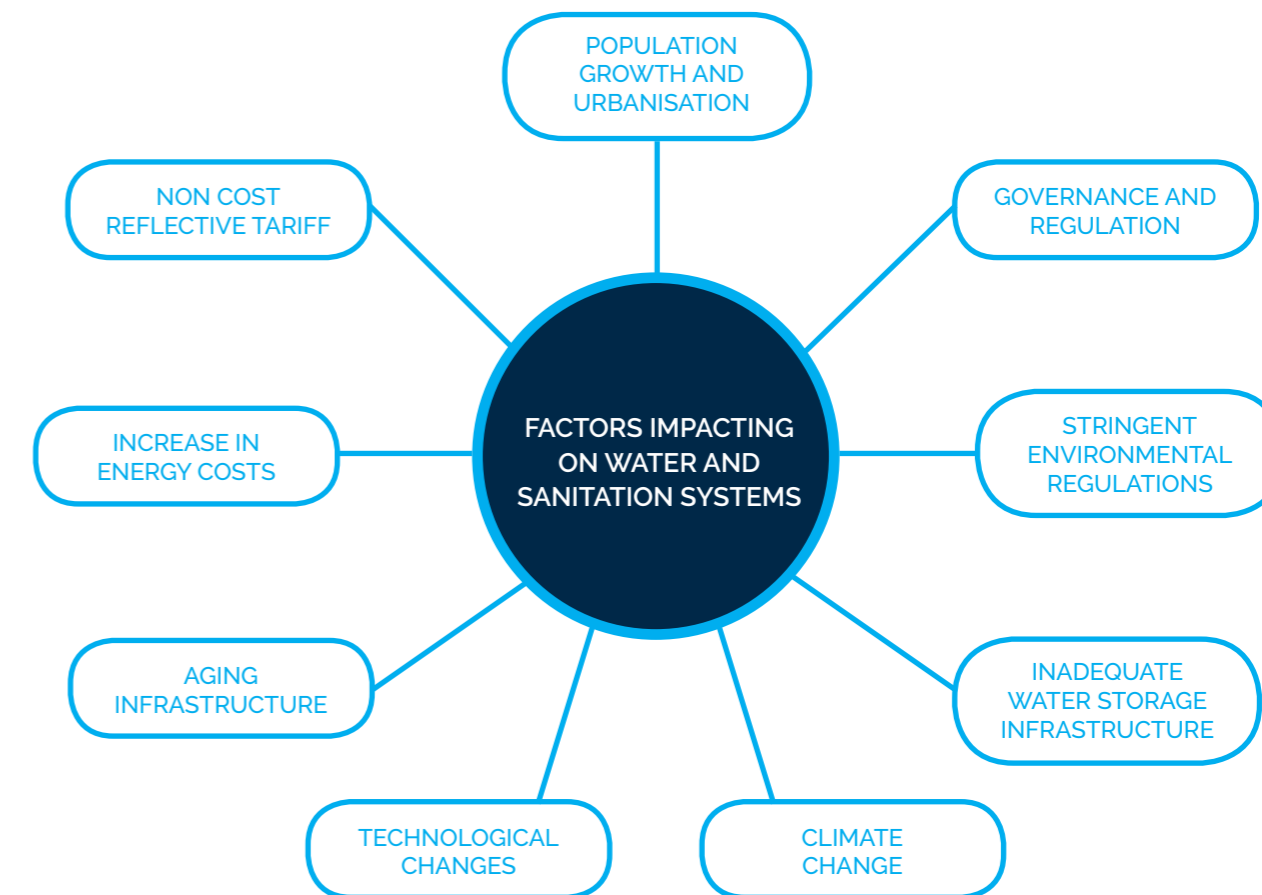 POPULATION
GROWTH AND
URBANISATION
NON COST
REFLECTIVE TARIFF
GOVERNANCE AND
REGULATION
INCREASE IN
ENERGY COSTS
FACTORS IMPACTING
ON WATER AND
SANITATION SYSTEMS
STRINGENT
ENVIRONMENTAL
REGULATIONS
AGING
INFRASTRUCTURE
INADEQUATE
WATER STORAGE
INFRASTRUCTURE
TECHNOLOGICAL
CHANGES
CLIMATE
CHANGE